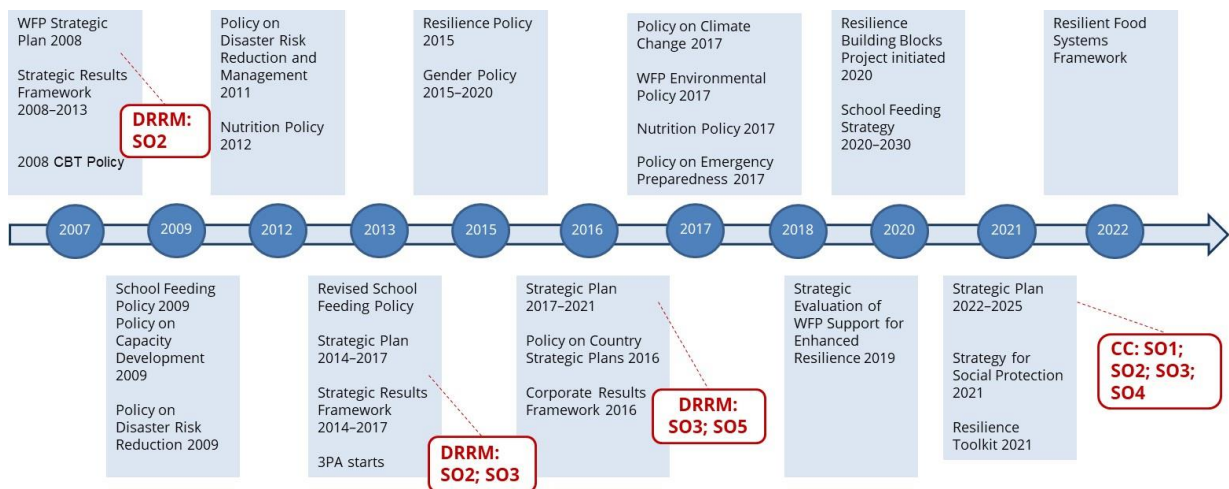 WFP Strategic
Plan 2008
Strategic Results
Framework
2008–2013
2008 CBT Policy
DRRM:
SO2
Policy on
Disaster Risk
Reduction and
Management
2011
Nutrition Policy
2012
Resilience Policy
2015
Gender Policy
2015–2020
Policy on Climate
Change 2017
WFP Environmental
Policy 2017
Nutrition Policy 2017
Policy on Emergency
Preparedness 2017
Resilience
Building Blocks
Project initiated
2020
School Feeding
Strategy
2020–2030
Resilient Food
Systems
Framework
2007
2009
2012
2013
2015
2016
2017
2018
2020
2021
2022
School Feeding
Policy 2009
Policy on
Capacity
Development
2009
Policy on
Disaster Risk
Reduction 2009
Revised School
Feeding Policy
Strategic Plan
2014–2017
Strategic Results
Framework
2014–2017
3PA starts
DRRM:
SO2; SO3
Strategic Plan
2017–2021
Policy on Country
Strategic Plans 2016
Corporate Results
Framework 2016
DRRM:
SO3; SO5
Strategic
Evaluation of
WFP Support for
Enhanced
Resilience 2019
Strategic Plan
2022–2025
Strategy for
Social Protection
2021
Resilience
Toolkit 2021
CC: SO1;
SO2; SO3;
SO4